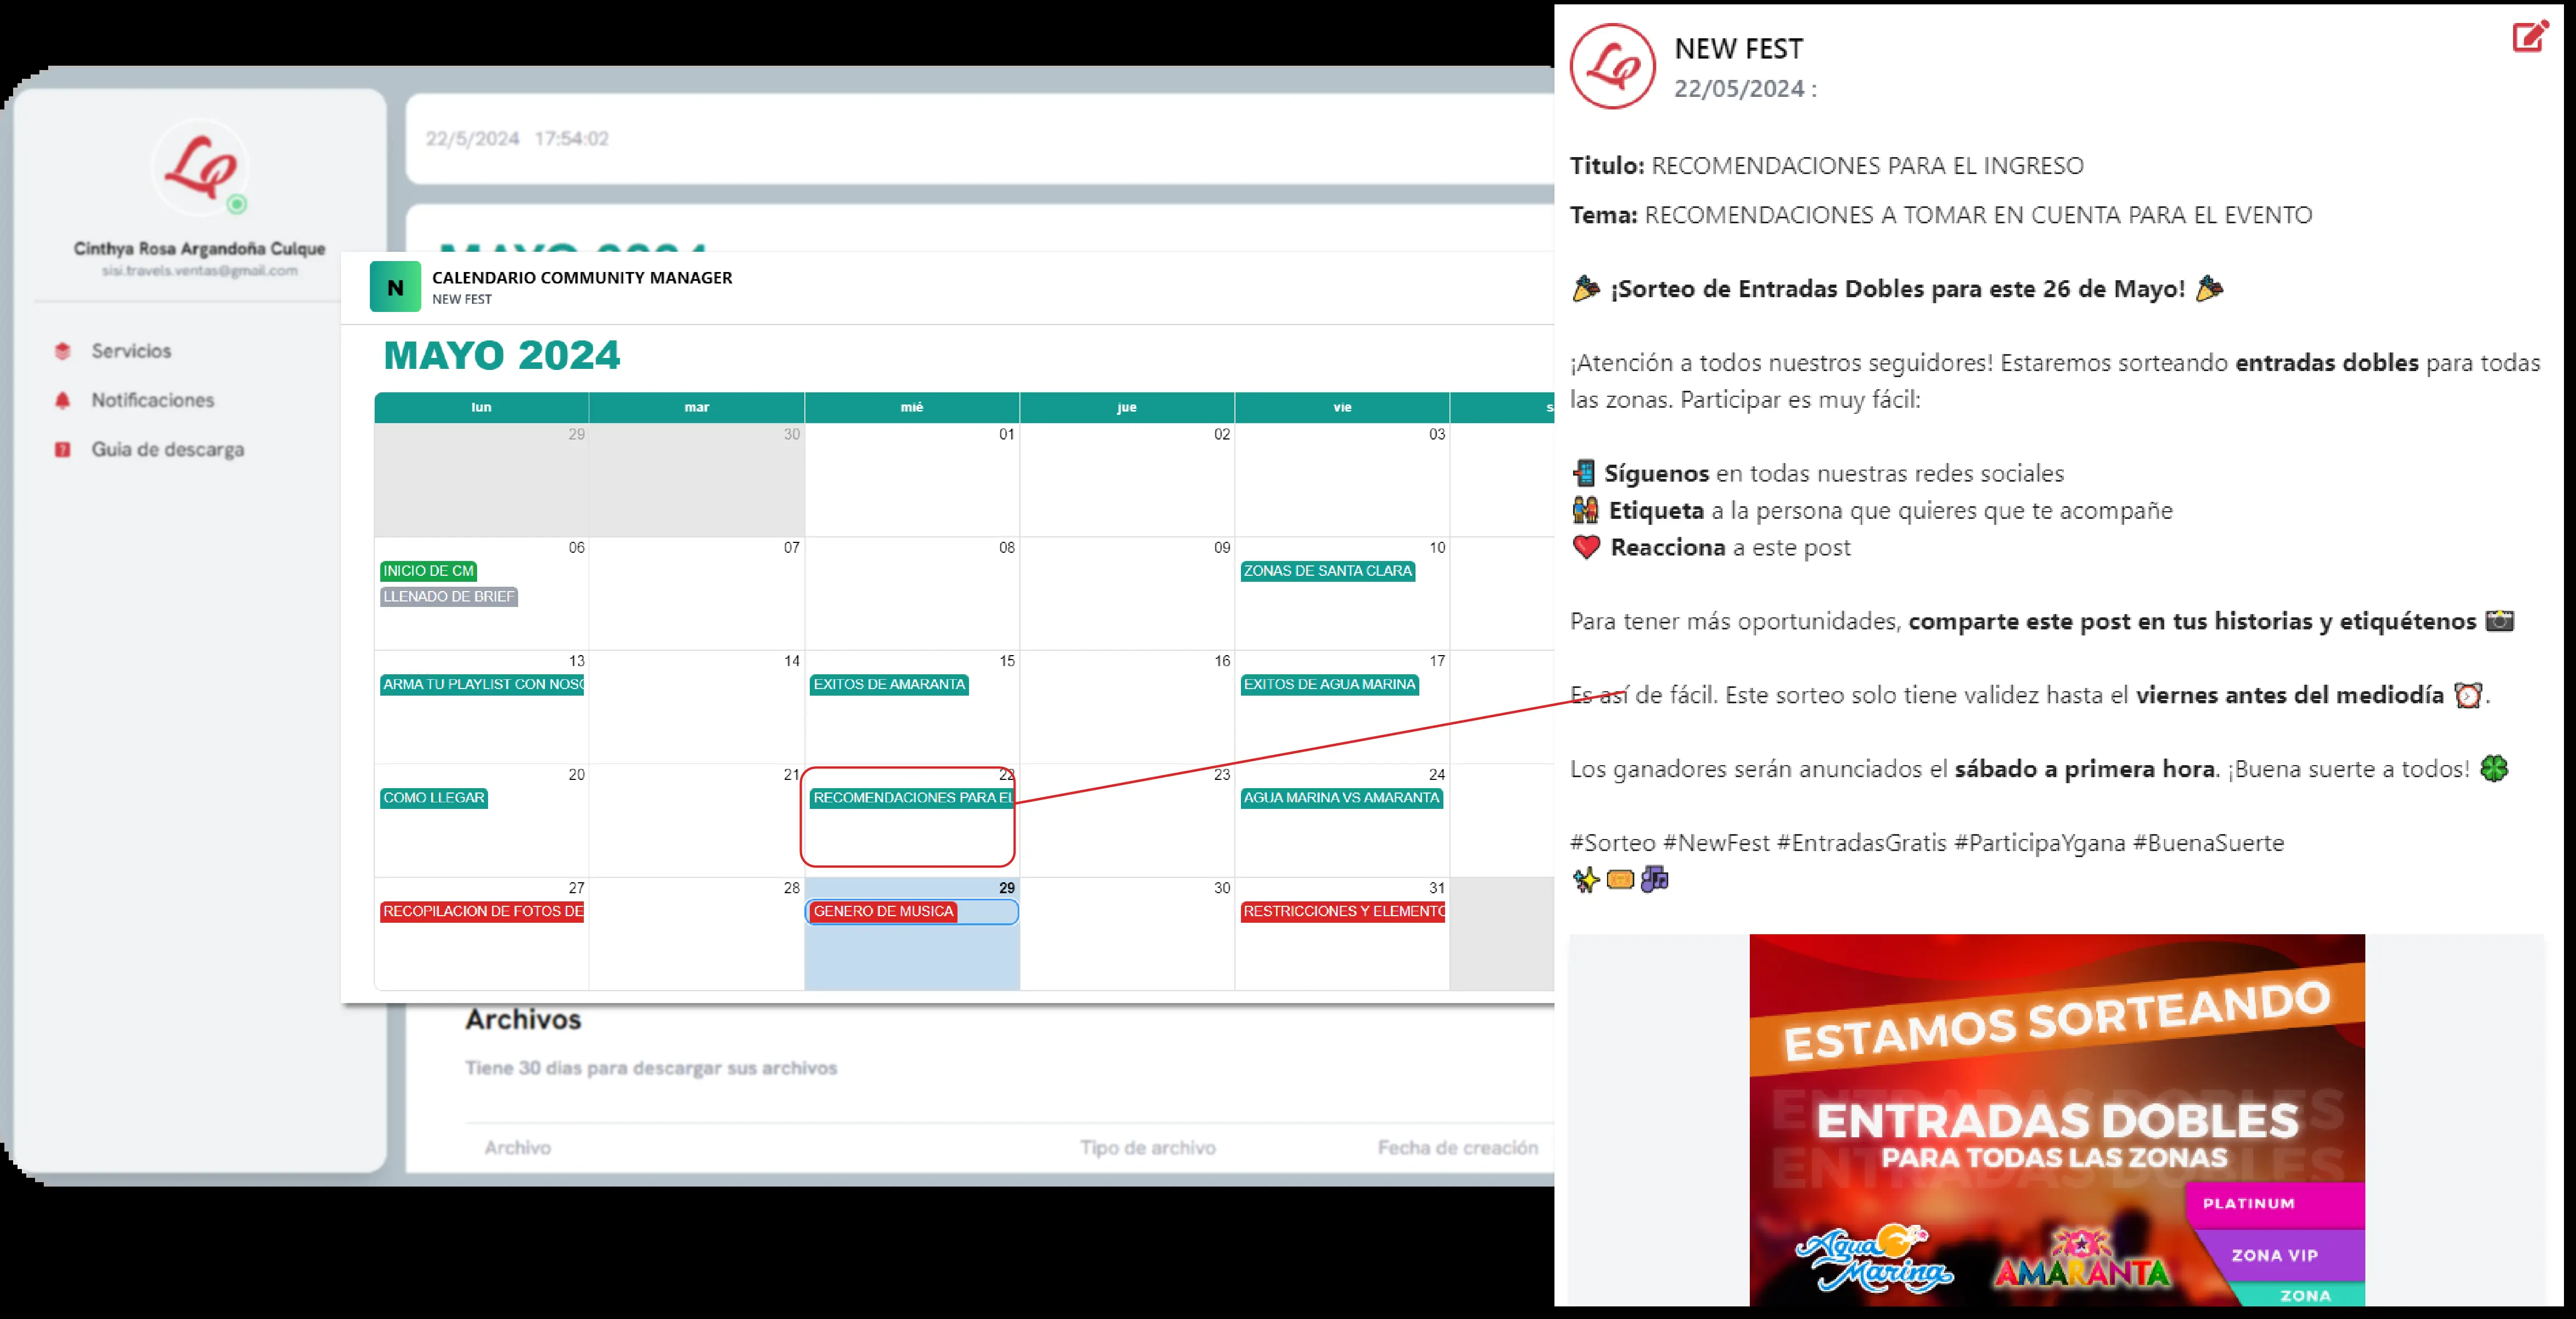 LQ
Cinthya Rosa Argandoña Culque
sisi.travels.ventas@gmail.com
Servicios
Notificaciones
Guia de descarga
22/5/2024 17:54:02
MAYO 2024
N
CALENDARIO COMMUNITY MANAGER
NEW FEST
MAYO 2024
lun mar mié jue vie s
29 30 01 02 03
06 07 08 09 10
INICIO DE CM ZONAS DE SANTA CLARA
LLENADO DE BRIEF
13 14 15 16 17
ARMA TU PLAYLIST CON NOSO EXITOS DE AMARANTA EXITOS DE AGUA MARINA
20 21 22 23 24
COMO LLEGAR RECOMENDACIONES PARA EL AGUA MARINA VS AMARANTA
27 28 29 30 31
RECOPILACION DE FOTOS DE GENERO DE MUSICA RESTRICCIONES Y ELEMENTO
Archivos
Tiene 30 dias para descargar sus archivos
Archivo Tipo de archivo Fecha de creación
LQ
NEW FEST
22/05/2024 :
Titulo: RECOMENDACIONES PARA EL INGRESO
Tema: RECOMENDACIONES A TOMAR EN CUENTA PARA EL EVENTO
🎉 ¡Sorteo de Entradas Dobles para este 26 de Mayo! 🎉
¡Atención a todos nuestros seguidores! Estaremos sorteando entradas dobles para todas
las zonas. Participar es muy fácil:
📲 Síguenos en todas nuestras redes sociales
👫 Etiqueta a la persona que quieres que te acompañe
❤️ Reacciona a este post
Para tener más oportunidades, comparte este post en tus historias y etiquétenos 📸
Es así de fácil. Este sorteo solo tiene validez hasta el viernes antes del mediodía ⏰.
Los ganadores serán anunciados el sábado a primera hora. ¡Buena suerte a todos! 🍀
#Sorteo #NewFest #EntradasGratis #ParticipaYgana #BuenaSuerte
✨🎟️🎶
ESTAMOS SORTEANDO
ENTRADAS DOBLES
PARA TODAS LAS ZONAS
PLATINUM
ZONA VIP
ZONA
Agua Marina
AMARANTA